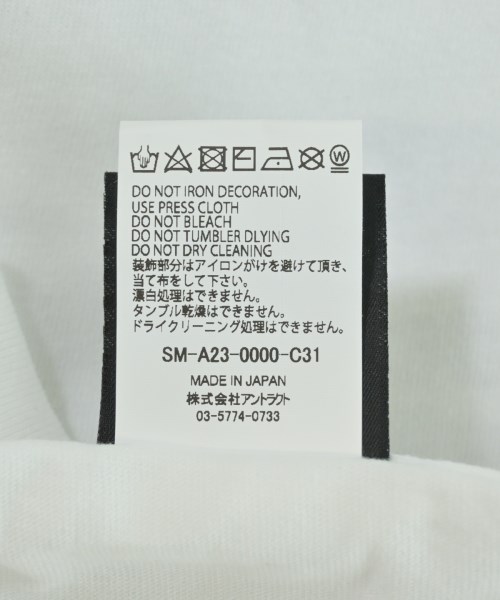 W
DO NOT IRON DECORATION,
USE PRESS CLOTH
DO NOT BLEACH
DO NOT TUMBLER DLYING
DO NOT DRY CLEANING
装飾部分はアイロンがけを避けて頂き、
当て布をして下さい。
漂白処理はできません。
タンブル乾燥はできません。
ドライクリーニング処理はできません。
SM-A23-0000-C31
MADE IN JAPAN
株式会社アントラクト
03-5774-0733